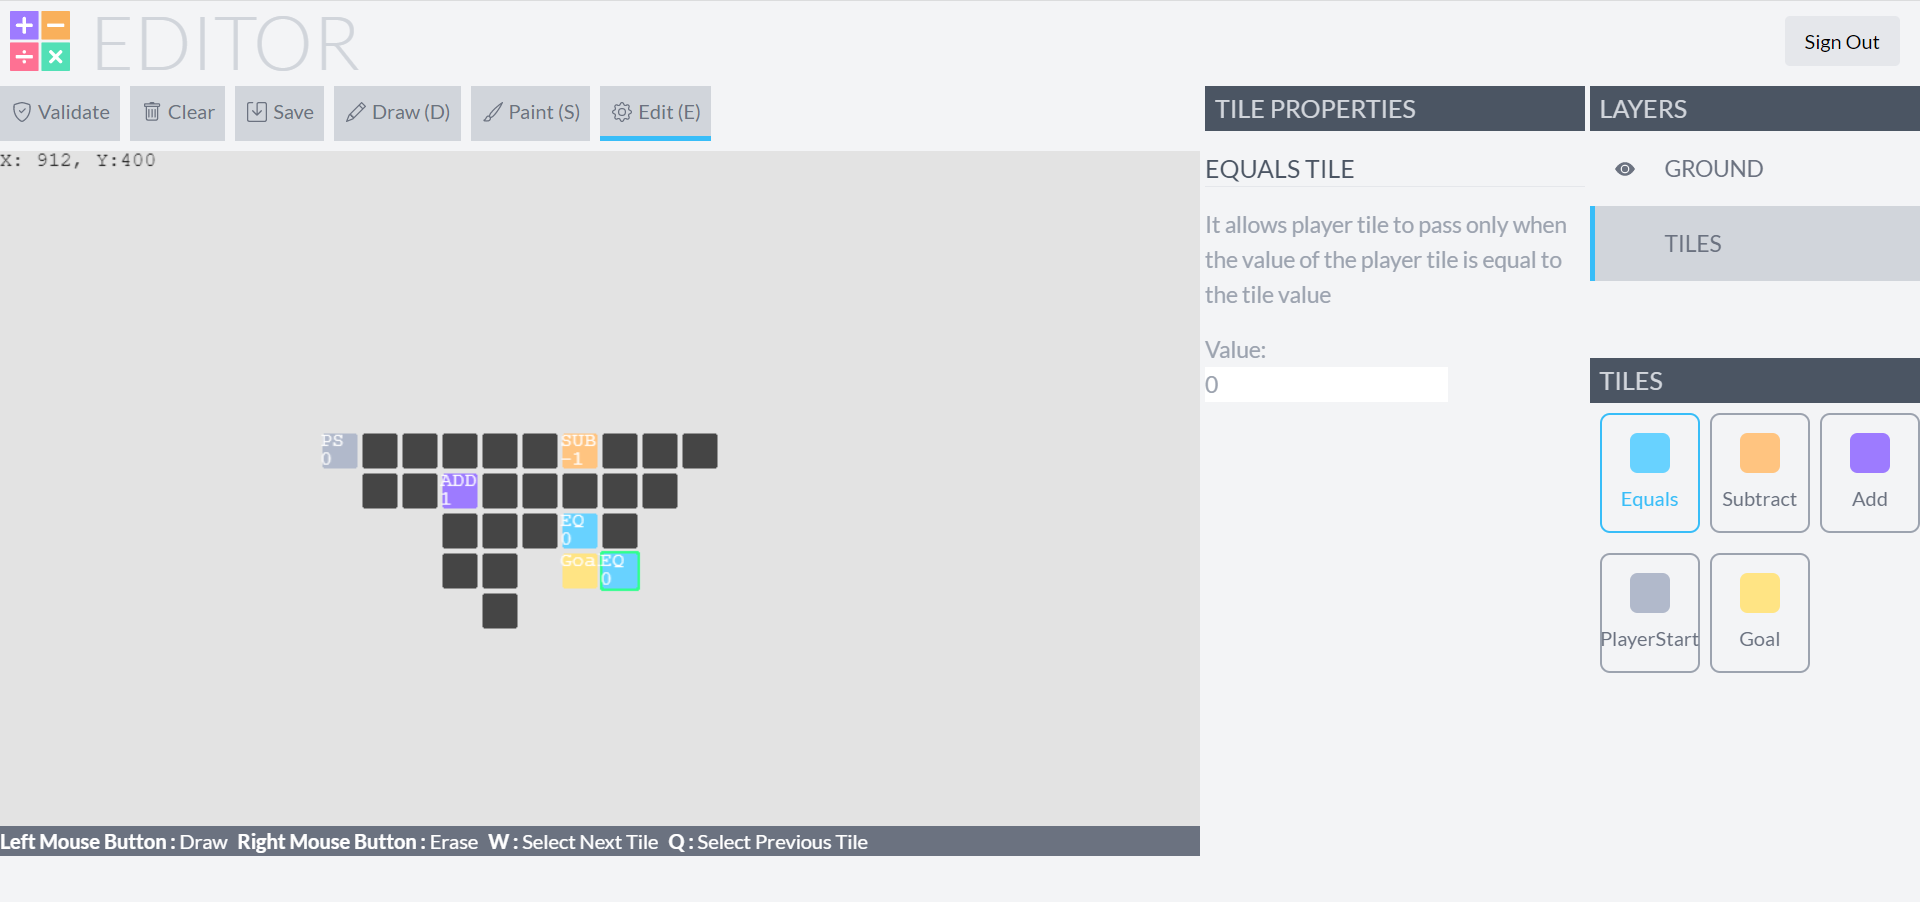 EDITOR
Sign Out
Validate
Clear
Save
Draw (D)
Paint (S)
Edit (E)
X: 912, Y:400
PS
0
SUB
-1
ADD
1
EQ
0
Goa
EQ
0
Left Mouse Button : Draw Right Mouse Button : Erase W : Select Next Tile Q : Select Previous Tile
TILE PROPERTIES
EQUALS TILE
It allows player tile to pass only when
the value of the player tile is equal to
the tile value
Value:
0
LAYERS
GROUND
TILES
TILES
Equals
Subtract
Add
PlayerStart
Goal